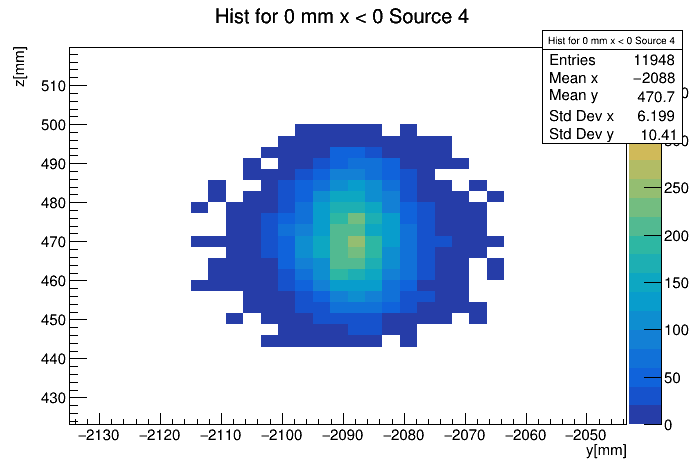 Hist for 0 mm x < 0 Source 4
z[mm]
Hist for 0 mm x < 0 Source 4
Entries 11948
Mean x −2088
Mean y 470.7
Std Dev x 6.199
Std Dev y 10.41
510
500
490
480
470
460
450
440
430
250
200
150
100
50
0
−2130 −2120 −2110 −2100 −2090 −2080 −2070 −2060 −2050
y[mm]